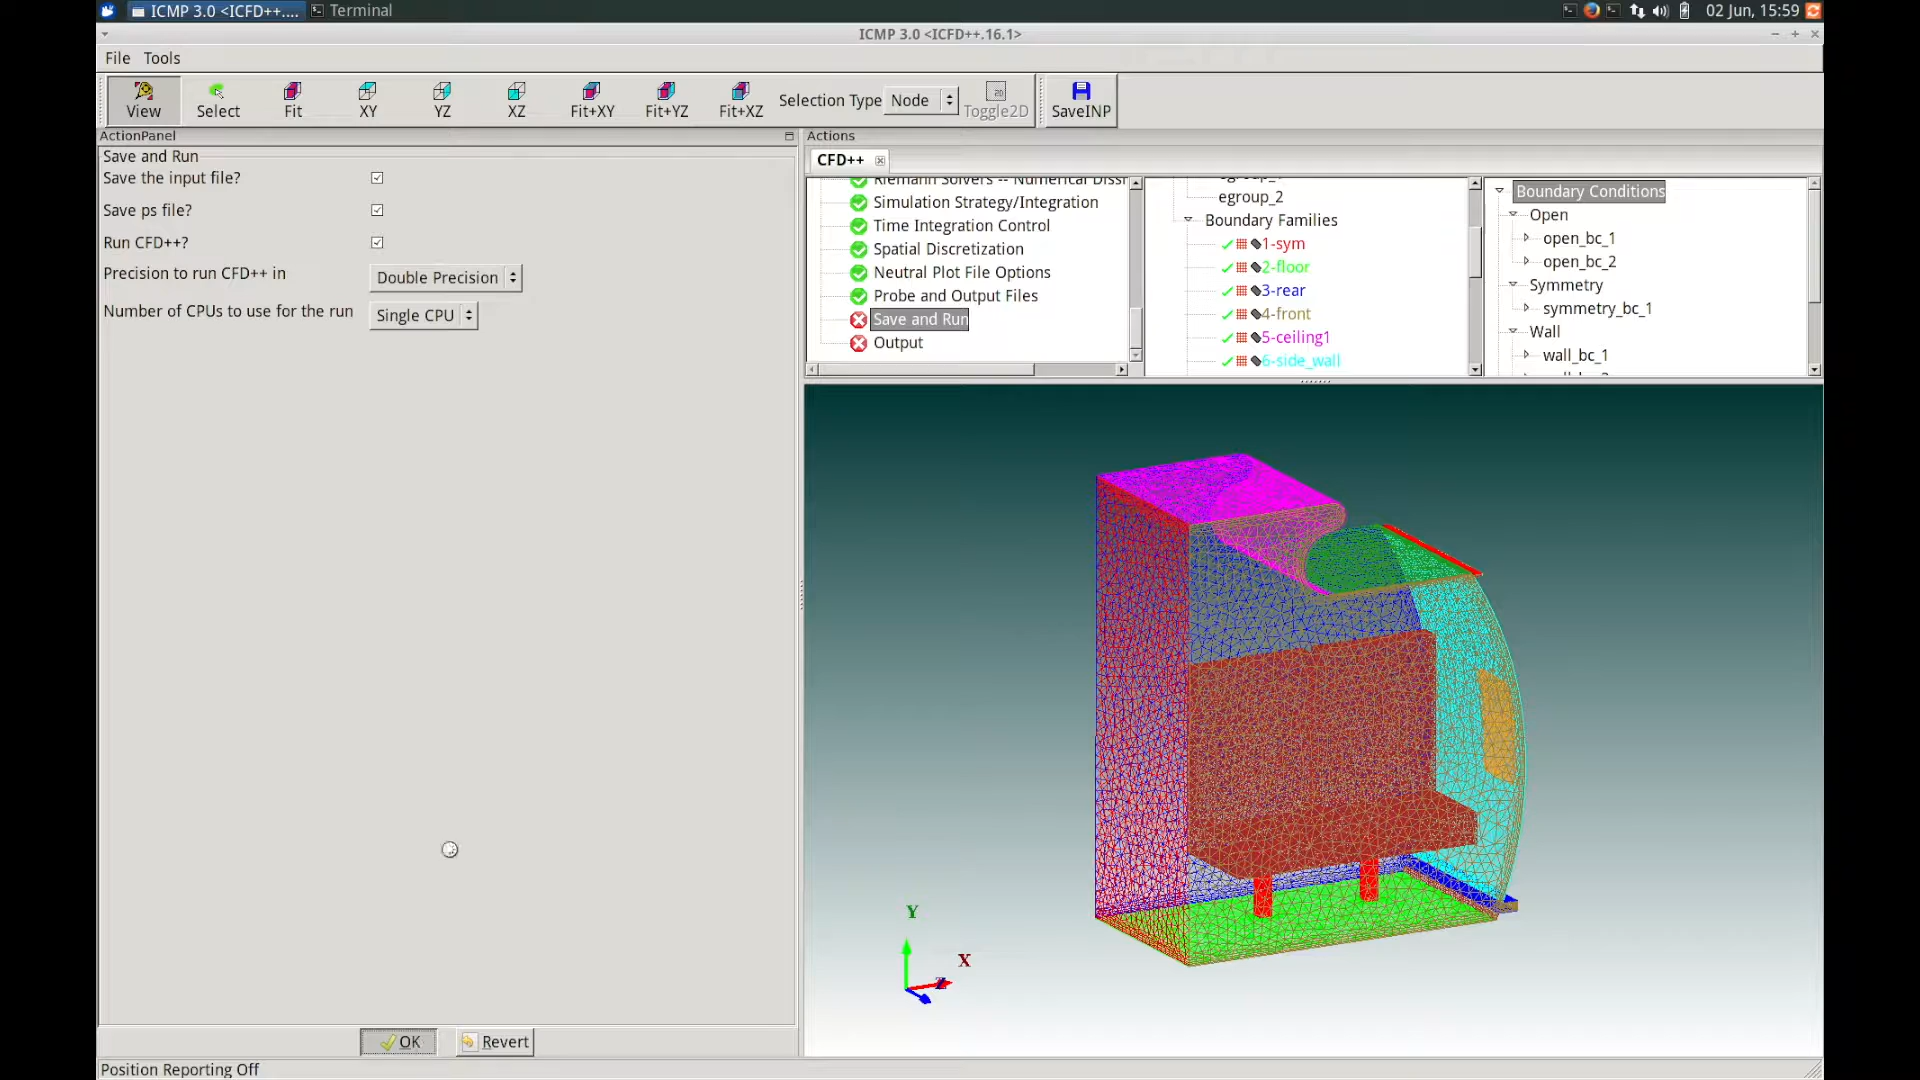 ICMP 3.0 <ICFD++.... Terminal 02 Jun, 15:59
ICMP 3.0 <ICFD++.16.1>
File Tools
View Select Fit XY YZ XZ Fit+XY Fit+YZ Fit+XZ Selection Type Node Toggle2D SaveINP
ActionPanel
Save and Run
Save the input file?
Save ps file?
Run CFD++?
Precision to run CFD++ in Double Precision
Number of CPUs to use for the run Single CPU
OK Revert
Position Reporting Off
Actions
CFD++
Riemann Solvers -- Numerical Dissi
Simulation Strategy/Integration
Time Integration Control
Spatial Discretization
Neutral Plot File Options
Probe and Output Files
Save and Run
Output
egroup_2
Boundary Families
1-sym
2-floor
3-rear
4-front
5-ceiling1
6-side_wall
Boundary Conditions
Open
open_bc_1
open_bc_2
Symmetry
symmetry_bc_1
Wall
wall_bc_1
Y
X
Z